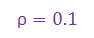 ρ = 0.1